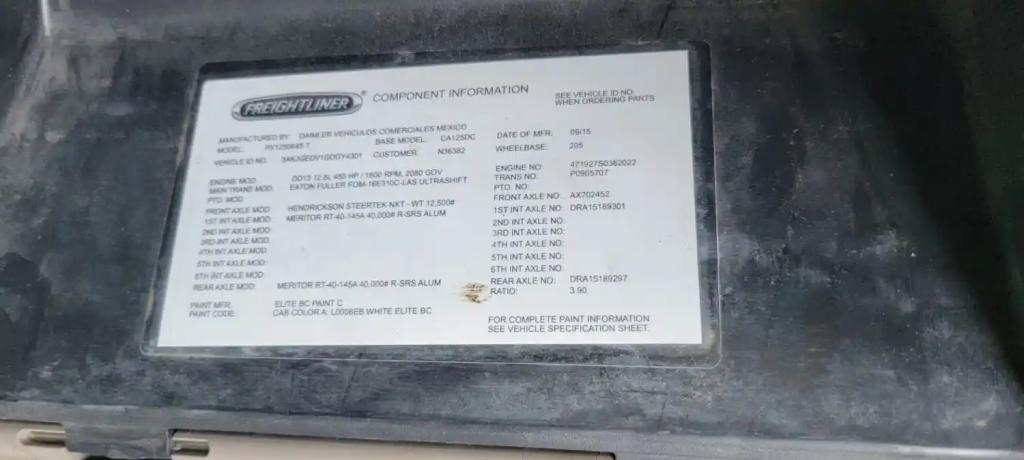 FREIGHTLINER® COMPONENT INFORMATION
SEE VEHICLE ID NO.
WHEN ORDERING PARTS
MANUFACTURED BY: DAIMLER VEHICULOS COMERCIALES MEXICO
MODEL: BASE MODEL: CA125DC
DATE OF MFR: 09/15
VEHICLE ID NO: CUSTOMER: N36382
WHEELBASE: 205
ENGINE MOD: DD13 12.8L 450 HP / 1800 RPM, 2080 GOV
ENGINE NO: 471927S0362022
MAIN TRANS MOD: EATON FULLER FOM-16E310C-LAS ULTRASHIFT
TRANS NO: P0905707
PTO. MOD:
PTO. NO:
FRONT AXLE MOD: HENDRICKSON STEERTEK NXT - WT 12,500#
FRONT AXLE NO: AX702452
1ST INT AXLE MOD: MERITOR RT-40-145A 40,000# R-SRS ALUM
1ST INT AXLE NO: DRA15189301
2ND INT AXLE MOD:
2ND INT AXLE NO:
3RD INT AXLE MOD:
3RD INT AXLE NO:
4TH INT AXLE MOD:
4TH INT AXLE NO:
5TH INT AXLE MOD:
5TH INT AXLE NO:
6TH INT AXLE MOD:
6TH INT AXLE NO:
REAR AXLE MOD: MERITOR RT-40-145A 40,000# R-SRS ALUM
REAR AXLE NO: DRA15189297
RATIO: 3.90
PAINT MFR: ELITE BC PAINT C
PAINT CODE: CAB COLOR A: L0006EB WHITE ELITE BC
FOR COMPLETE PAINT INFORMATION
SEE VEHICLE SPECIFICATION SHEET.